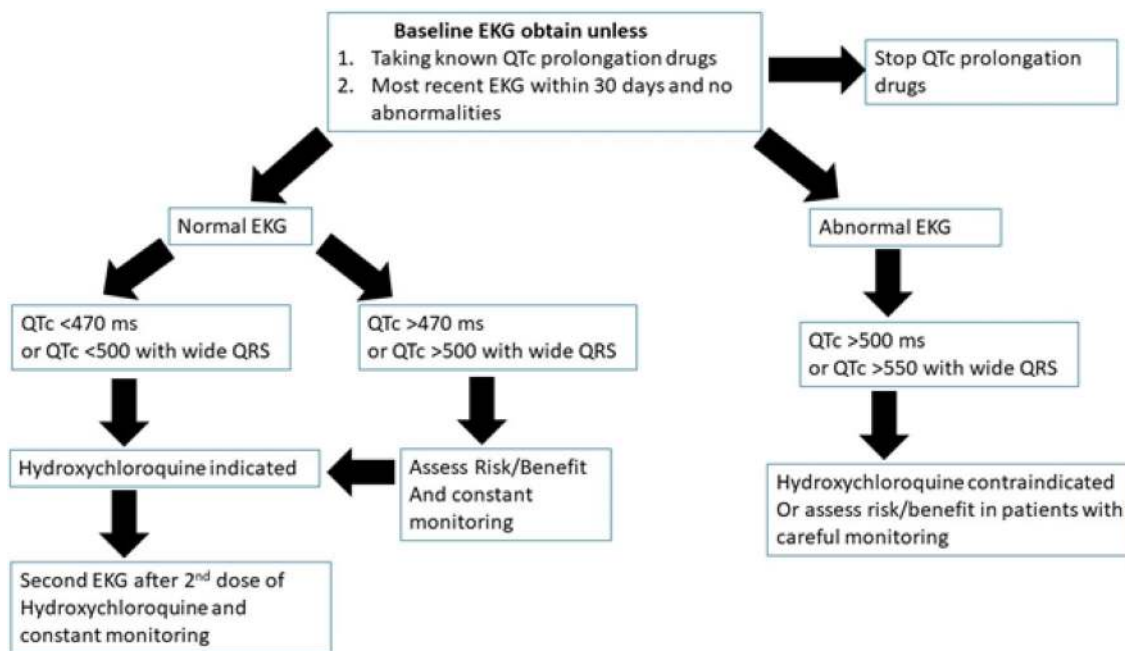 Baseline EKG obtain unless
1. Taking known QTc prolongation drugs
2. Most recent EKG within 30 days and no
abnormalities
Stop QTc prolongation
drugs
Normal EKG
Abnormal EKG
QTc <470 ms
or QTc <500 with wide QRS
QTc >470 ms
or QTc >500 with wide QRS
QTc >500 ms
or QTc >550 with wide QRS
Hydroxychloroquine indicated
Assess Risk/Benefit
And constant
monitoring
Hydroxychloroquine contraindicated
Or assess risk/benefit in patients with
careful monitoring
Second EKG after 2nd dose of
Hydroxychloroquine and
constant monitoring